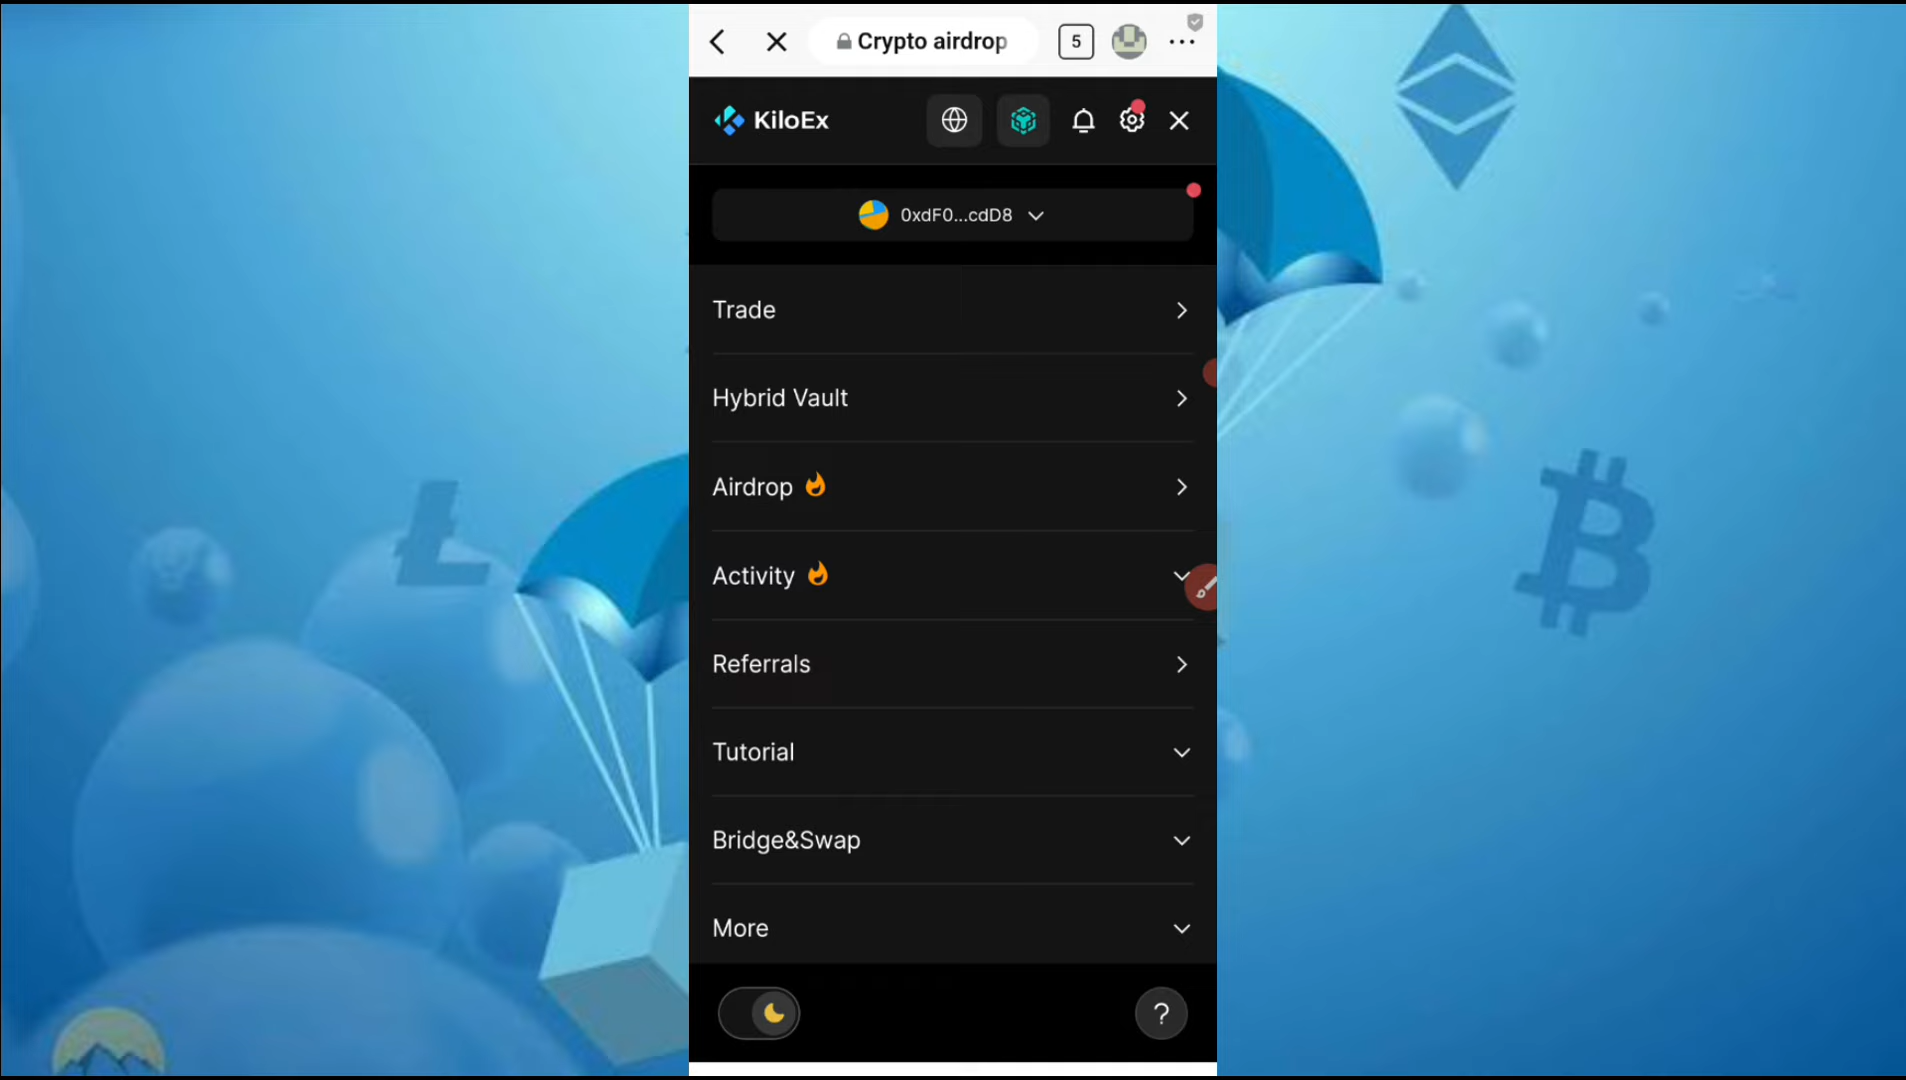 Crypto airdrop
5
KiloEx
0xdF0...cdD8
Trade
Hybrid Vault
Airdrop
Activity
Referrals
Tutorial
Bridge&Swap
More
?